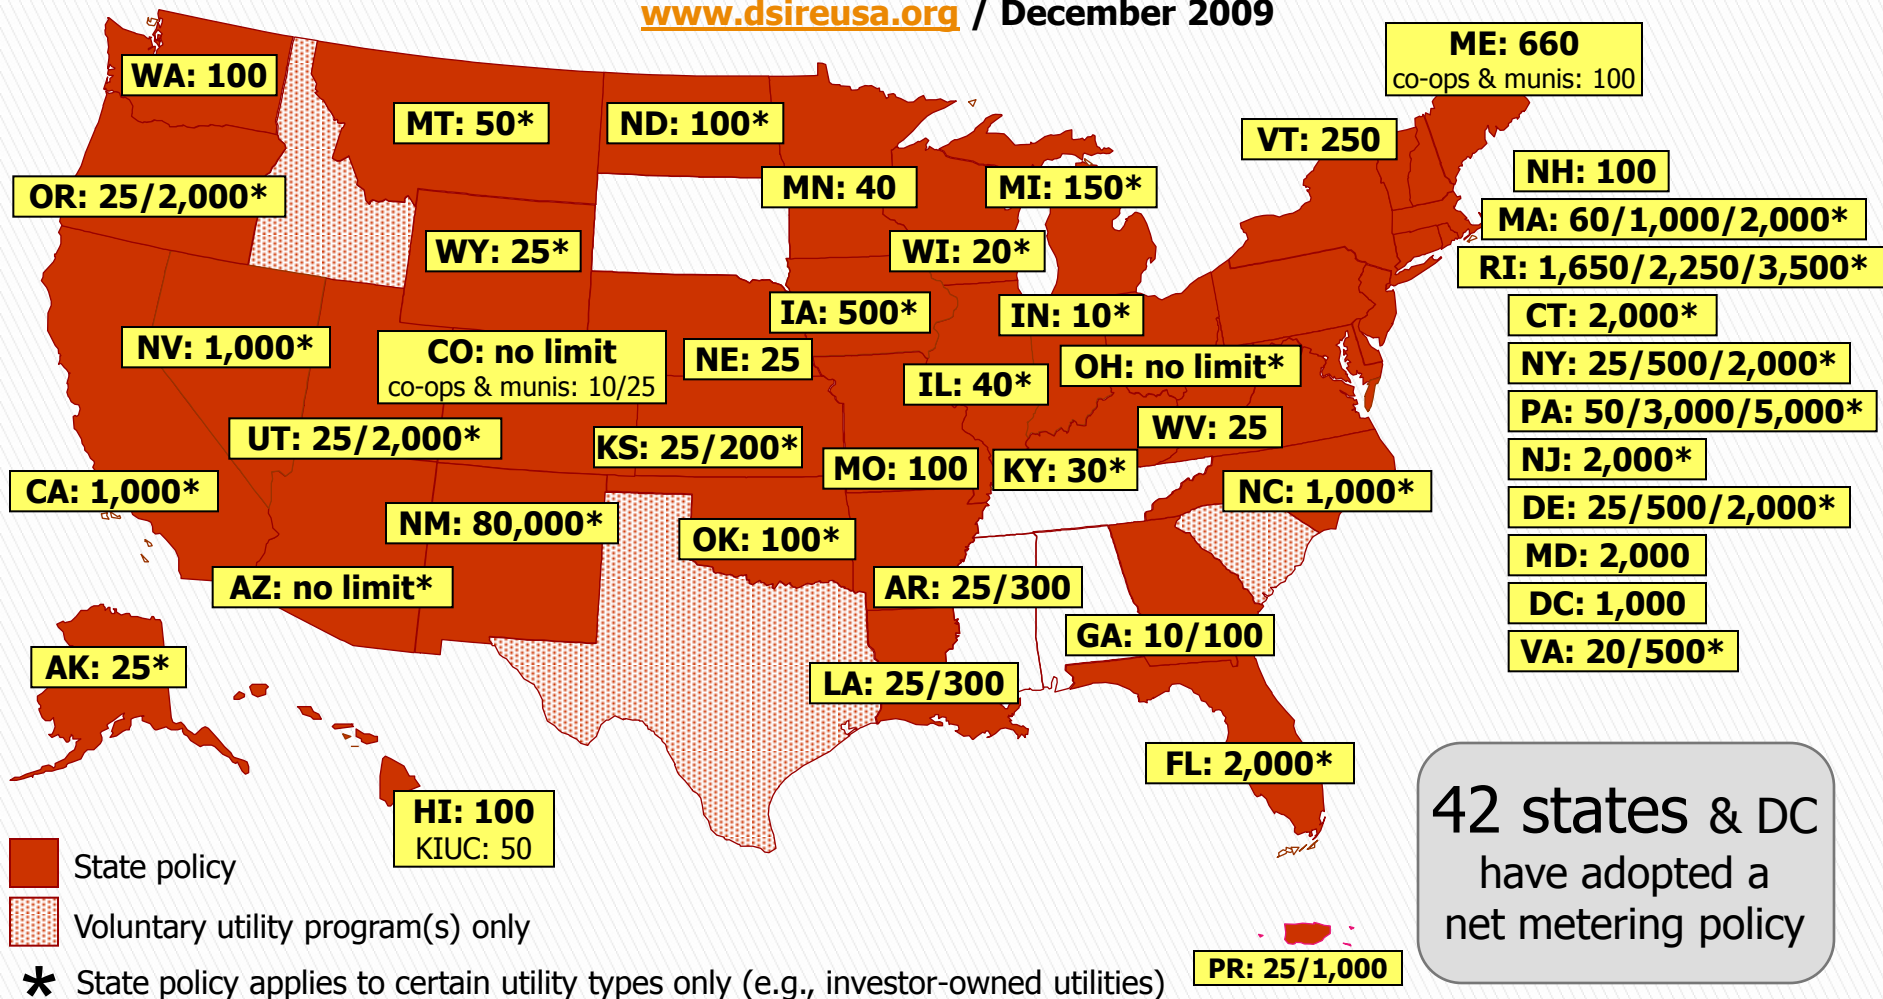 www.dsireusa.org / December 2009
ME: 660
co-ops & munis: 100
WA: 100
MT: 50*
ND: 100*
VT: 250
NH: 100
OR: 25/2,000*
MN: 40
MI: 150*
MA: 60/1,000/2,000*
WY: 25*
WI: 20*
RI: 1,650/2,250/3,500*
IA: 500*
IN: 10*
CT: 2,000*
NV: 1,000*
CO: no limit
co-ops & munis: 10/25
NE: 25
OH: no limit*
NY: 25/500/2,000*
IL: 40*
PA: 50/3,000/5,000*
UT: 25/2,000*
KS: 25/200*
WV: 25
MO: 100
KY: 30*
NJ: 2,000*
CA: 1,000*
NC: 1,000*
NM: 80,000*
OK: 100*
DE: 25/500/2,000*
MD: 2,000
AZ: no limit*
AR: 25/300
DC: 1,000
GA: 10/100
VA: 20/500*
AK: 25*
LA: 25/300
FL: 2,000*
HI: 100
KIUC: 50
42 states & DC
have adopted a
net metering policy
State policy
Voluntary utility program(s) only
* State policy applies to certain utility types only (e.g., investor-owned utilities)
PR: 25/1,000